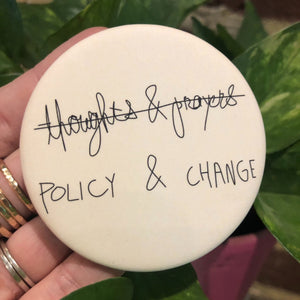 thoughts & prayers
POLICY & CHANGE